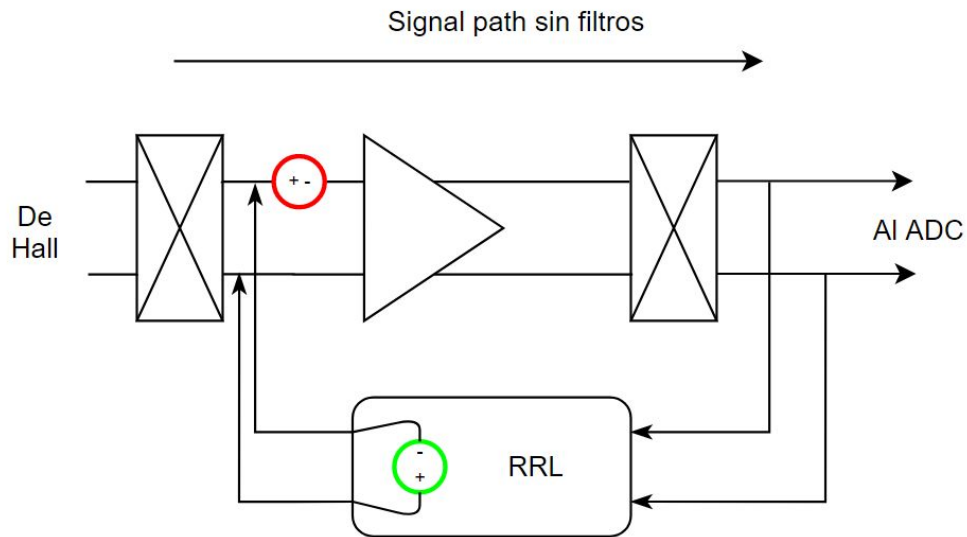 Signal path sin filtros
+ -
De
Hall
Al ADC
-
+
RRL